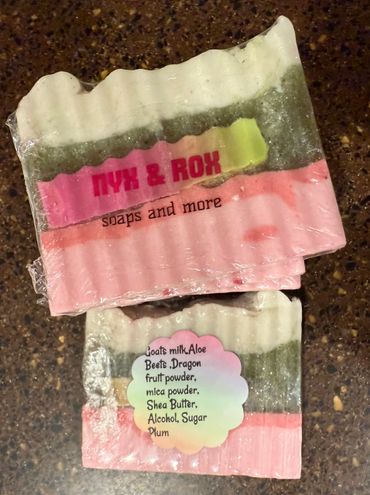 NYX & ROX
soaps and more
Goats milk,Aloe
Beets ,Dragon
fruit powder,
mica powder,
Shea Butter,
Alcohol, Sugar
Plum